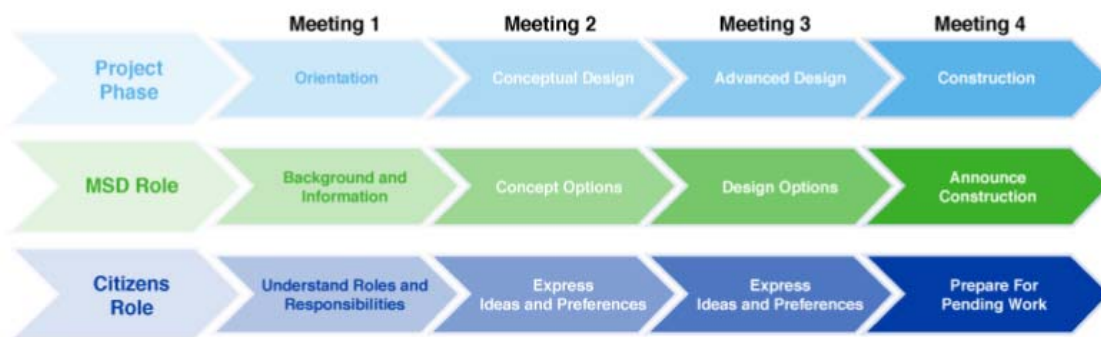 Meeting 1 Meeting 2 Meeting 3 Meeting 4
Project
Phase
Orientation
Conceptual Design
Advanced Design
Construction
MSD Role
Background and
Information
Concept Options
Design Options
Announce
Construction
Citizens
Role
Understand Roles and
Responsibilities
Express
Ideas and Preferences
Express
Ideas and Preferences
Prepare For
Pending Work